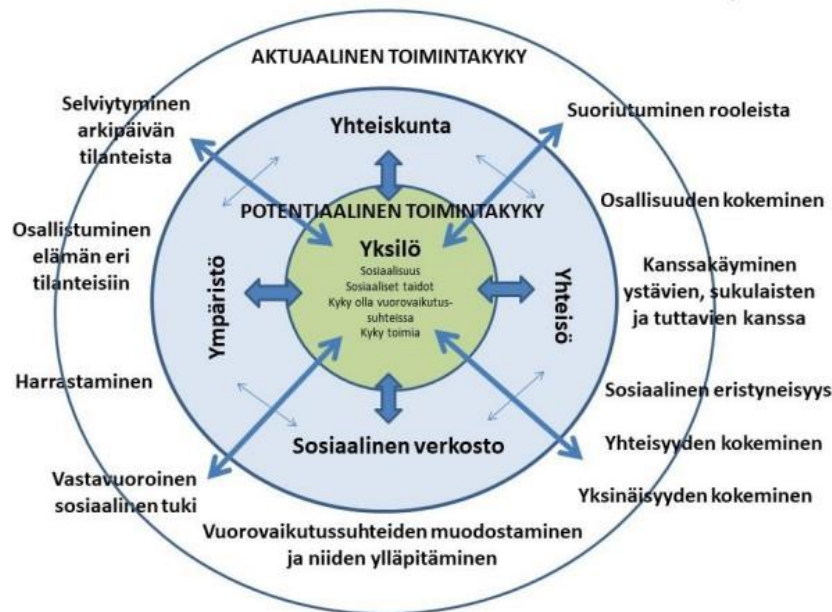 AKTUAALINEN TOIMINTAKYKY
Selviytyminen
arkipäivän
tilanteista
Yhteiskunta
Suoriutuminen rooleista
Osallistuminen
elämän eri
tilanteisiin
POTENTIAALINEN TOIMINTAKYKY
Osallisuuden kokeminen
Ympäristö
Yksilö
Sosiaalisuus
Sosiaaliset taidot
Kyky olla vuorovaikutus-
suhteissa
Kyky toimia
Yhteisö
Kanssakäyminen
ystävien, sukulaisten
ja tuttavien kanssa
Harrastaminen
Sosiaalinen eristyneisyys
Sosiaalinen verkosto
Yhteisyyden kokeminen
Vastavuoroinen
sosiaalinen tuki
Yksinäisyyden kokeminen
Vuorovaikutussuhteiden muodostaminen
ja niiden ylläpitäminen